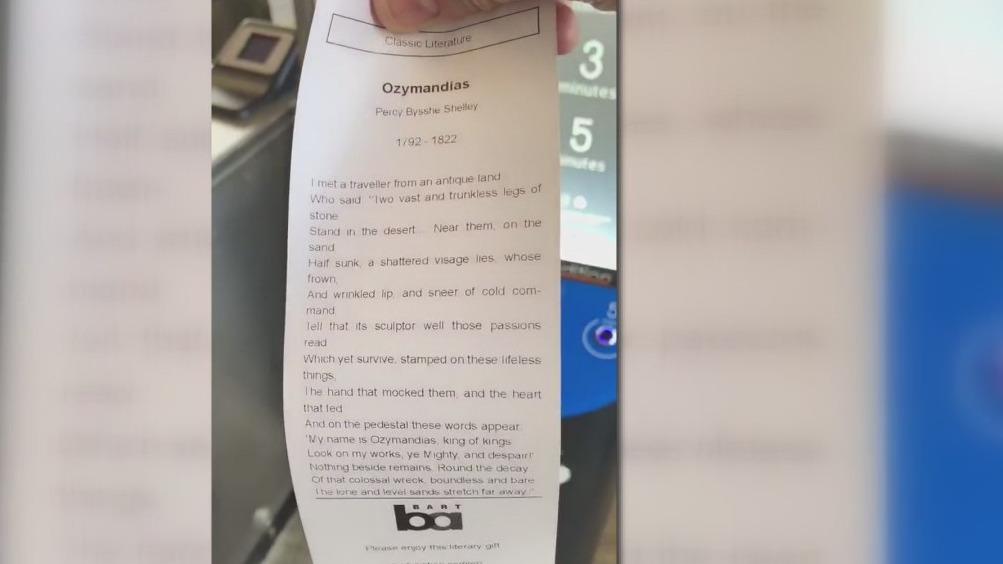 Classic Literature
Ozymandias
Percy Bysshe Shelley
1792 - 1822
I met a traveller from an antique land
Who said "Two vast and trunkless legs of
stone
Stand in the desert... Near them, on the
sand
Half sunk, a shattered visage lies, whose
frown,
And wrinkled lip, and sneer of cold com-
mand
Tell that its sculptor well those passions
read
Which yet survive, stamped on these lifeless
things,
The hand that mocked them, and the heart
that fed
And on the pedestal these words appear
'My name is Ozymandias, king of kings
Look on my works, ye Mighty, and despair!'
Nothing beside remains. Round the decay
Of that colossal wreck, boundless and bare
The lone and level sands stretch far away."
BART
ba
Please enjoy this literary gift
3
minutes
5
minutes